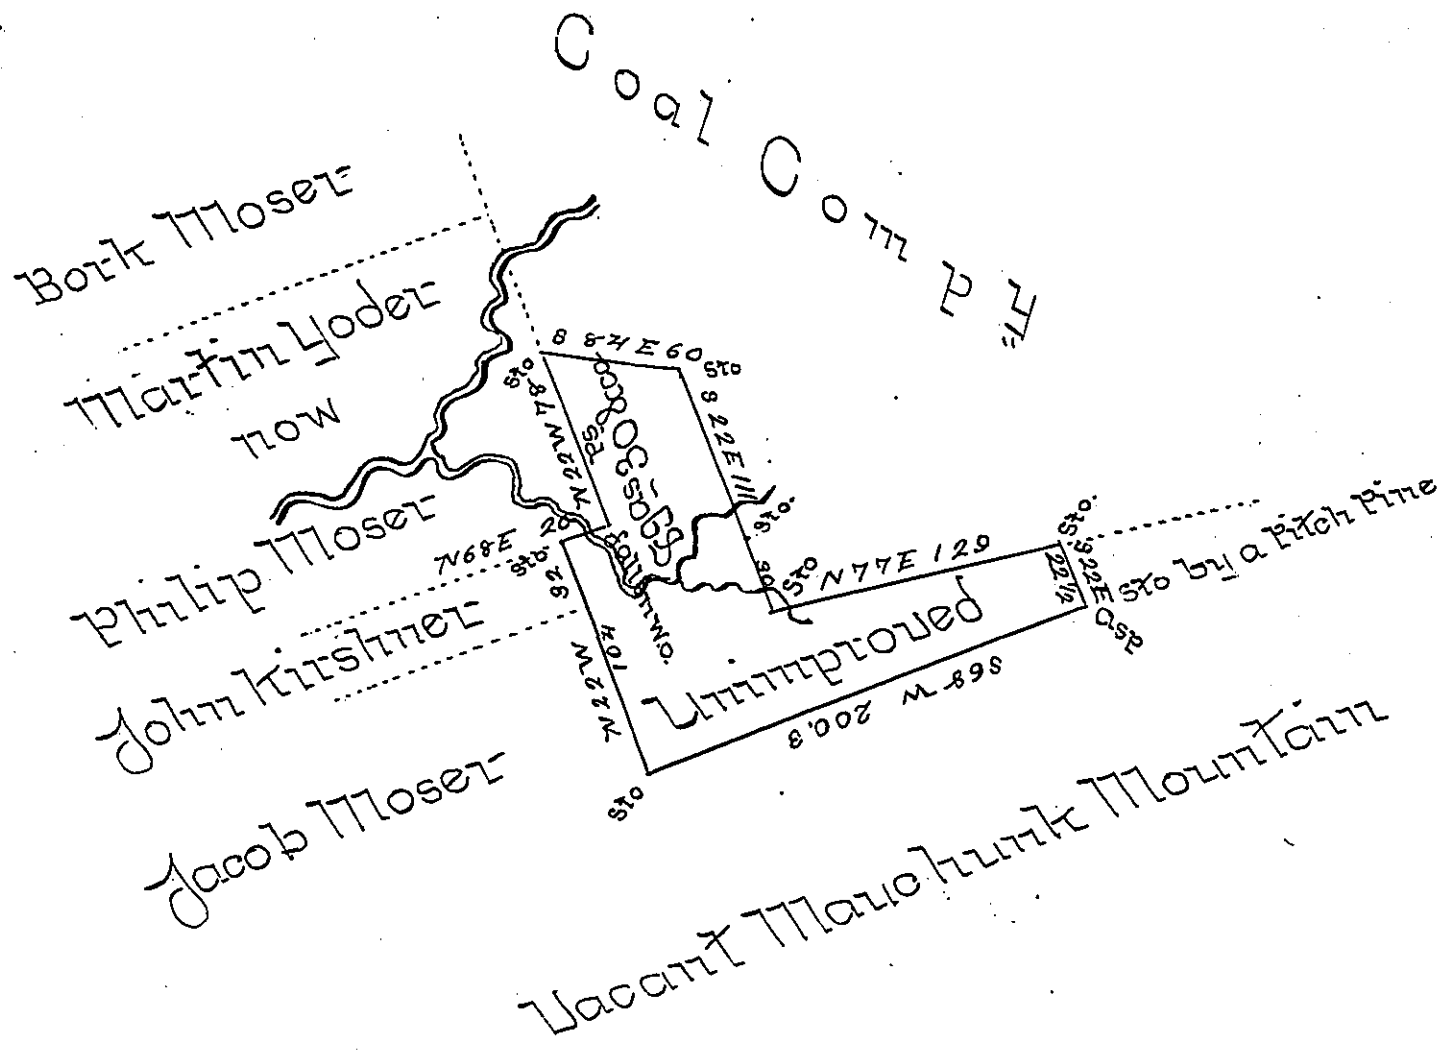 Coal Comp'y
Bork Moser
Martin Yoder
now
Philip Moser
John Kirshner
Jacob Moser
S 84 E 60
Sto
Sto
N 22 W 78
S 22 E 111
Sto.
30
Sto
N 77 E 129
Sto.
S 22 E
22 1/2
Sto by a Pitch Pine
N 68 E
20
Sto.
32
104
N 22 W
Unimproved
S 68 W 200.3
Sto
Vacant Mauchunk Mountain